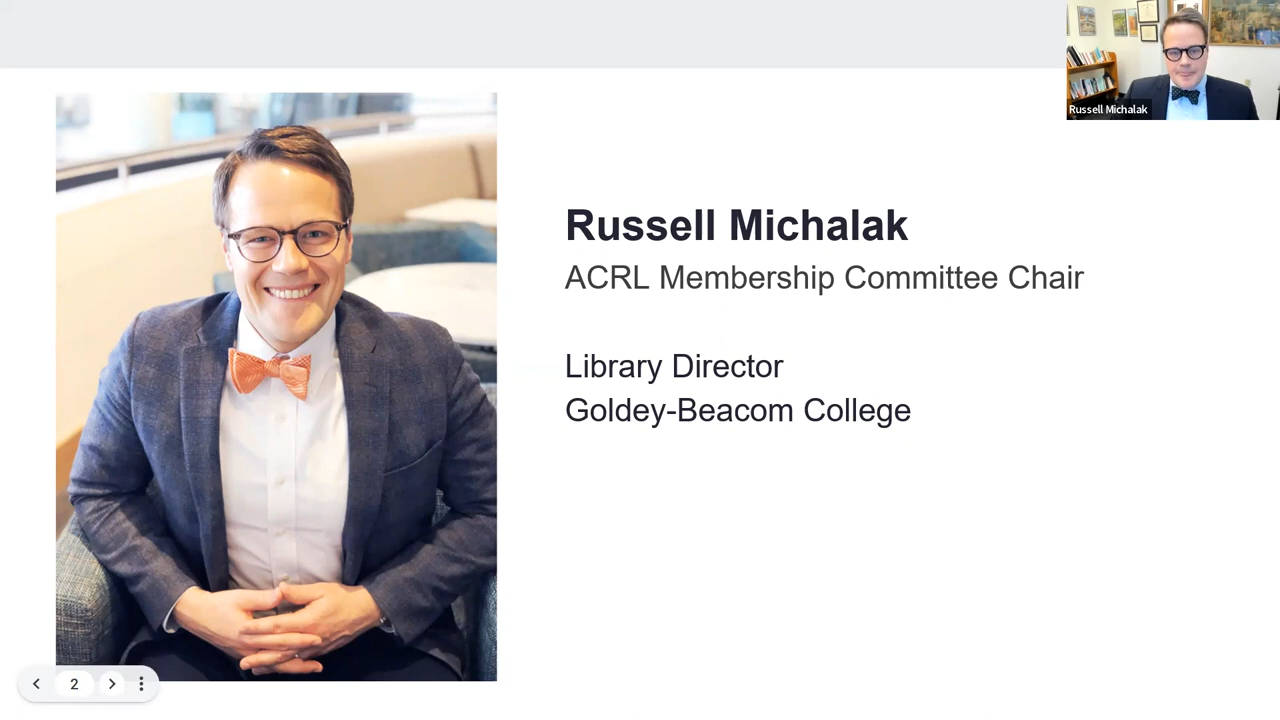 Russell Michalak
Russell Michalak
ACRL Membership Committee Chair
Library Director
Goldey-Beacom College
2